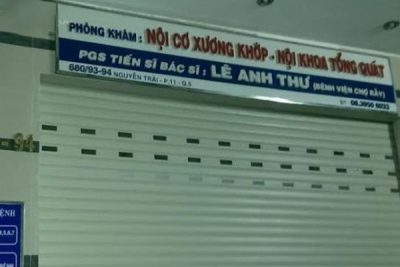 PHÒNG KHÁM: NỘI CƠ XƯƠNG KHỚP - NỘI KHOA TỔNG QUÁT
PGS TIẾN SĨ BÁC SĨ: LÊ ANH THƯ (BỆNH VIỆN CHỢ RẪY)
680/93-94 NGUYỄN TRÃI - P.11 - Q.5